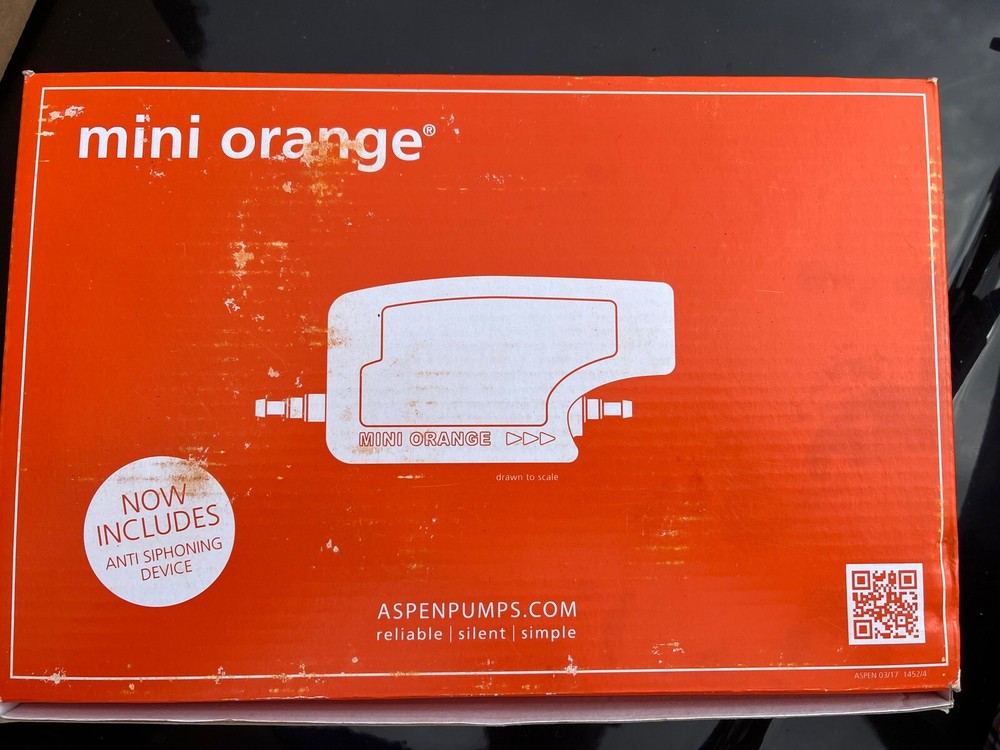 mini orange®
MINI ORANGE
drawn to scale
NOW
INCLUDES
ANTI SIPHONING
DEVICE
ASPENPUMPS.COM
reliable | silent | simple
ASPEN 03/17 1452/4